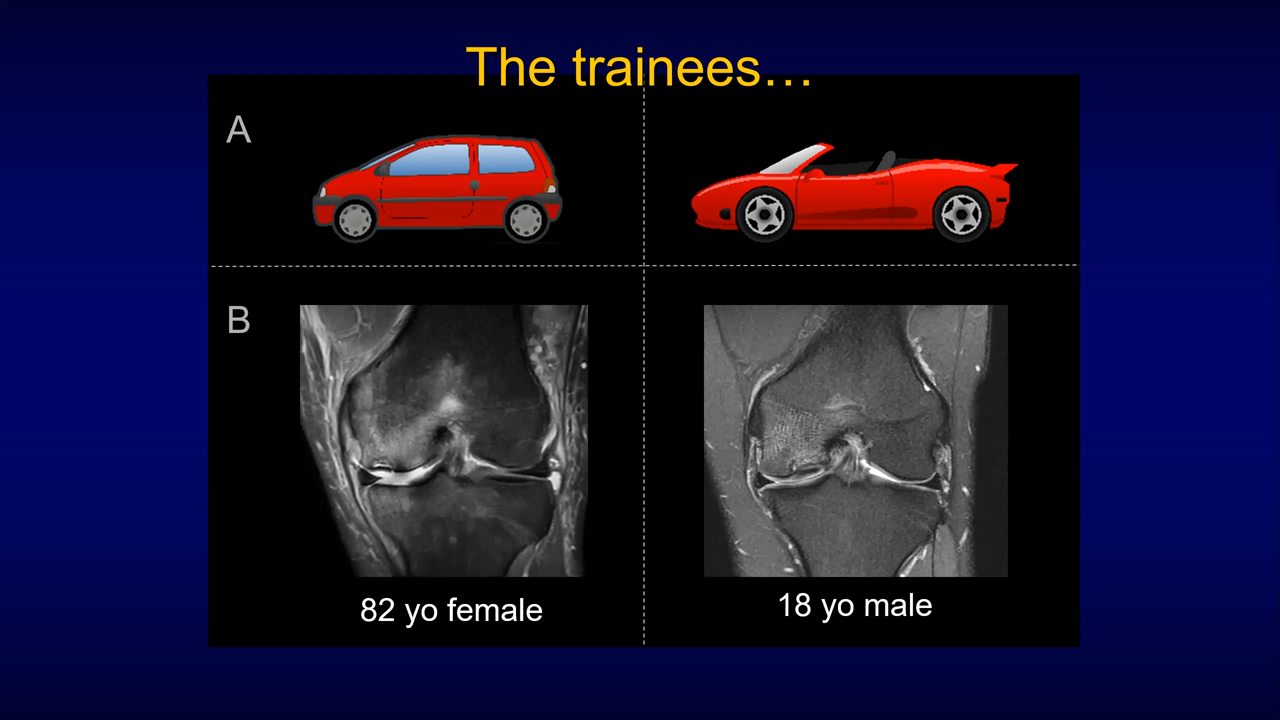 The trainees…
A
B
82 yo female
18 yo male